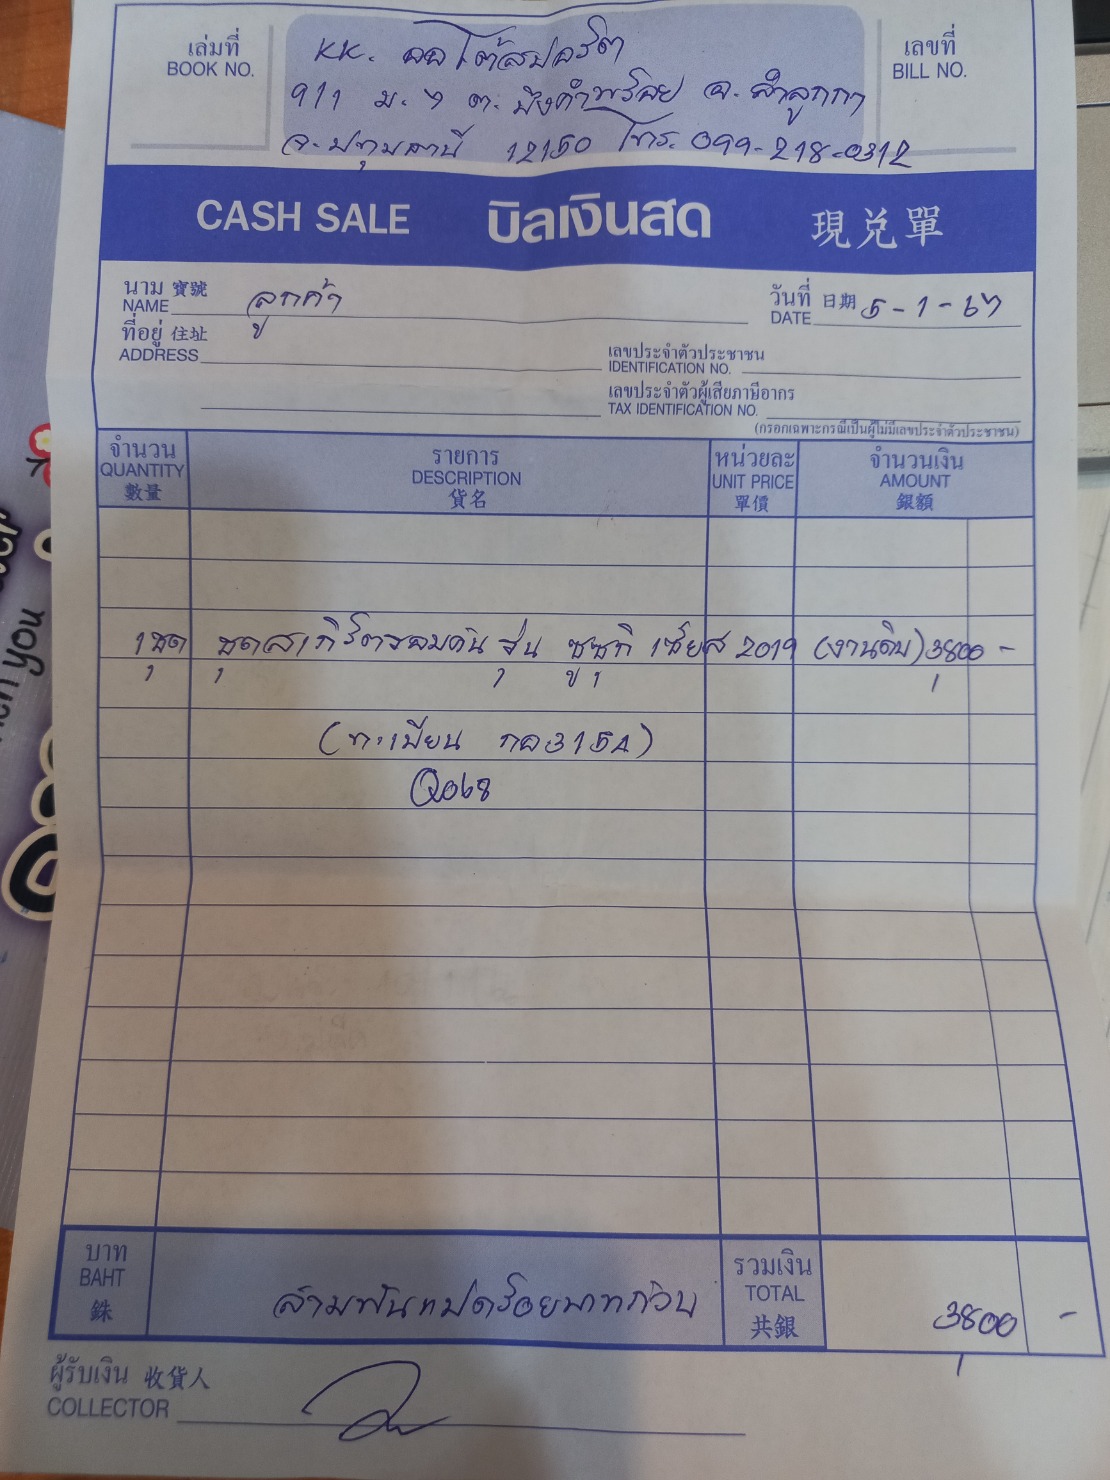 เล่มที่
BOOK NO.
KK. ออโต้สปอร์ต
911 ม.7 ต. บึงคำพร้อย อ. ลำลูกกา
จ. ปทุมธานี 12150 โทร. 099-218-0312
เลขที่
BILL NO.
CASH SALE บิลเงินสด 現兌單
นาม 寶號
NAME ลูกค้า
วันที่ 日期
DATE 5-1-67
ที่อยู่ 住址
ADDRESS
เลขประจำตัวประชาชน
IDENTIFICATION NO.
เลขประจำตัวผู้เสียภาษีอากร
TAX IDENTIFICATION NO.
(กรอกเฉพาะกรณีเป็นผู้ไม่มีเลขประจำตัวประชาชน)
จำนวน รายการ หน่วยละ จำนวนเงิน
QUANTITY DESCRIPTION UNIT PRICE AMOUNT
數量 貨名 單價 銀額
1ชุด ชุดสเกิร์ตรอบคัน รุ่น ซูซูกิ เซียส 2019 (งานดิบ) 3,800 -
(ทะเบียน กอ315A)
Q068
บาท
BAHT
銖
สามพันแปดร้อยบาทถ้วน
รวมเงิน
TOTAL
共銀
3,800 -
ผู้รับเงิน 收貨人
COLLECTOR